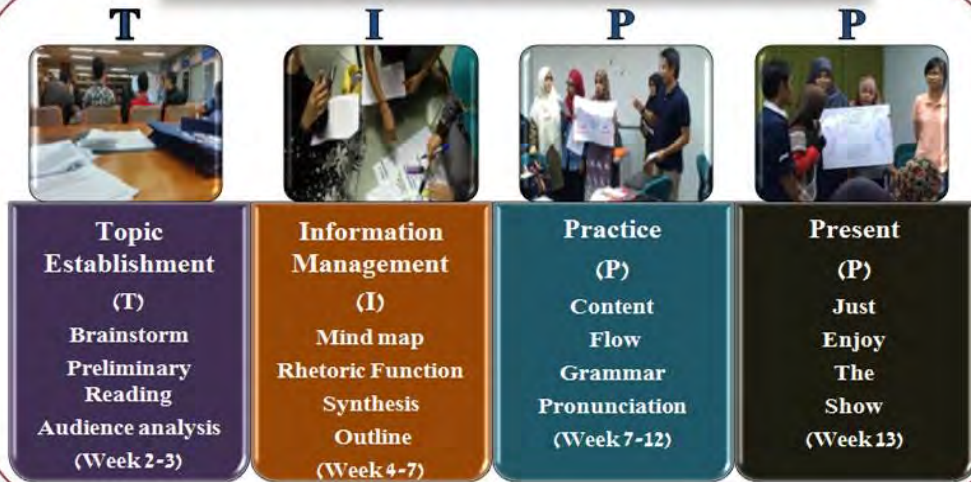 T I P P
Topic
Establishment
(T)
Brainstorm
Preliminary
Reading
Audience analysis
(Week 2-3)
Information
Management
(I)
Mind map
Rhetoric Function
Synthesis
Outline
(Week 4-7)
Practice
(P)
Content
Flow
Grammar
Pronunciation
(Week 7-12)
Present
(P)
Just
Enjoy
The
Show
(Week 13)